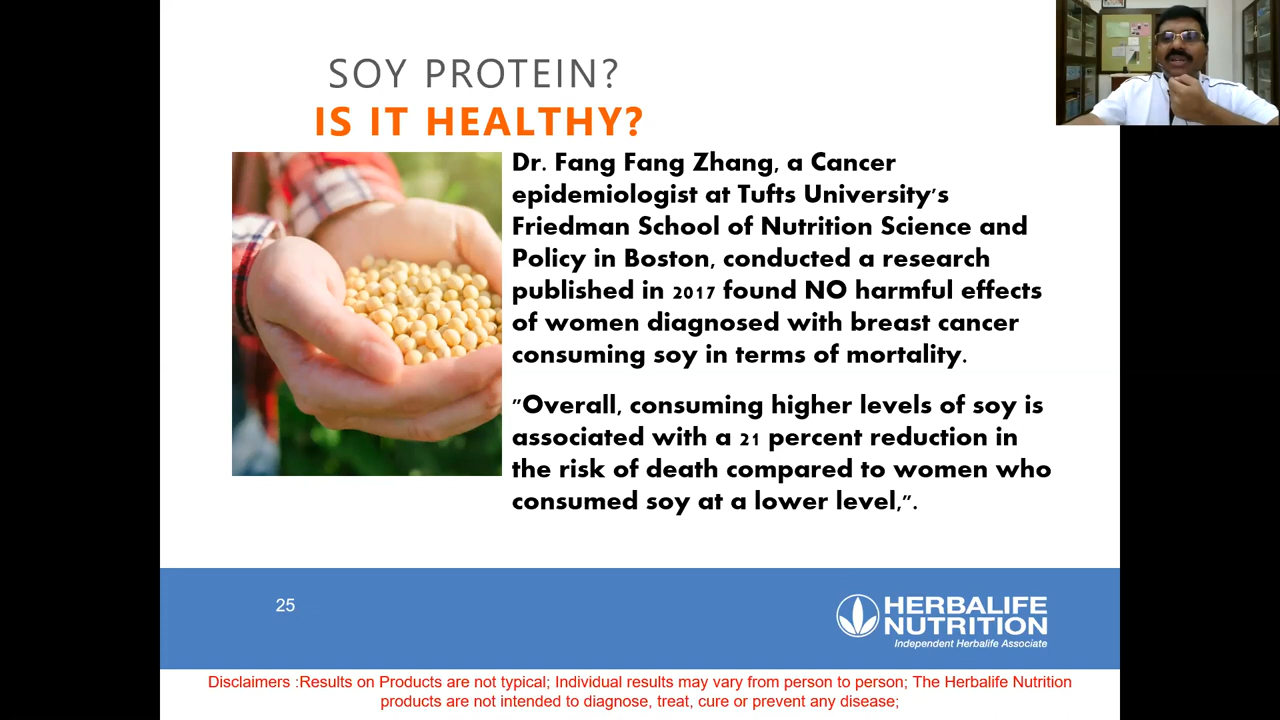 SOY PROTEIN?
IS IT HEALTHY?
Dr. Fang Fang Zhang, a Cancer
epidemiologist at Tufts University's
Friedman School of Nutrition Science and
Policy in Boston, conducted a research
published in 2017 found NO harmful effects
of women diagnosed with breast cancer
consuming soy in terms of mortality.
"Overall, consuming higher levels of soy is
associated with a 21 percent reduction in
the risk of death compared to women who
consumed soy at a lower level,".
25
HERBALIFE
NUTRITION
Independent Herbalife Associate
Disclaimers :Results on Products are not typical; Individual results may vary from person to person; The Herbalife Nutrition
products are not intended to diagnose, treat, cure or prevent any disease;